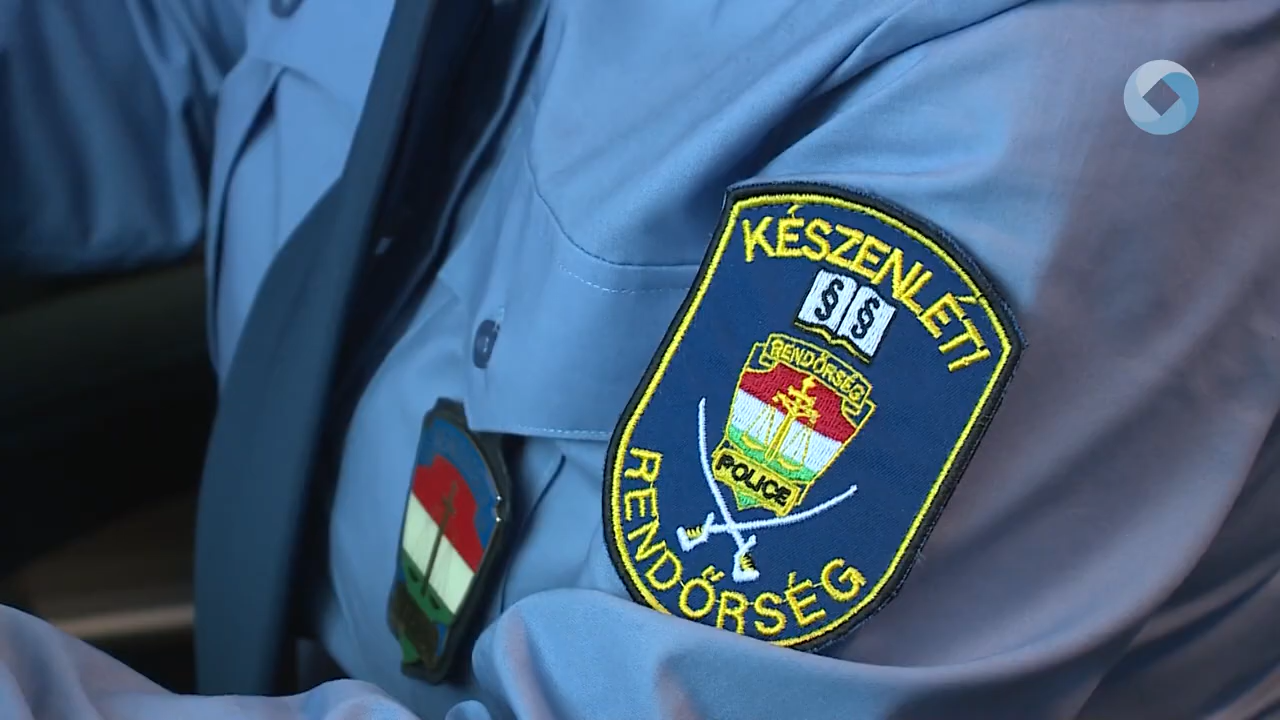 KÉSZENLÉTI
§ §
RENDŐRSÉG
POLICE
RENDŐRSÉG